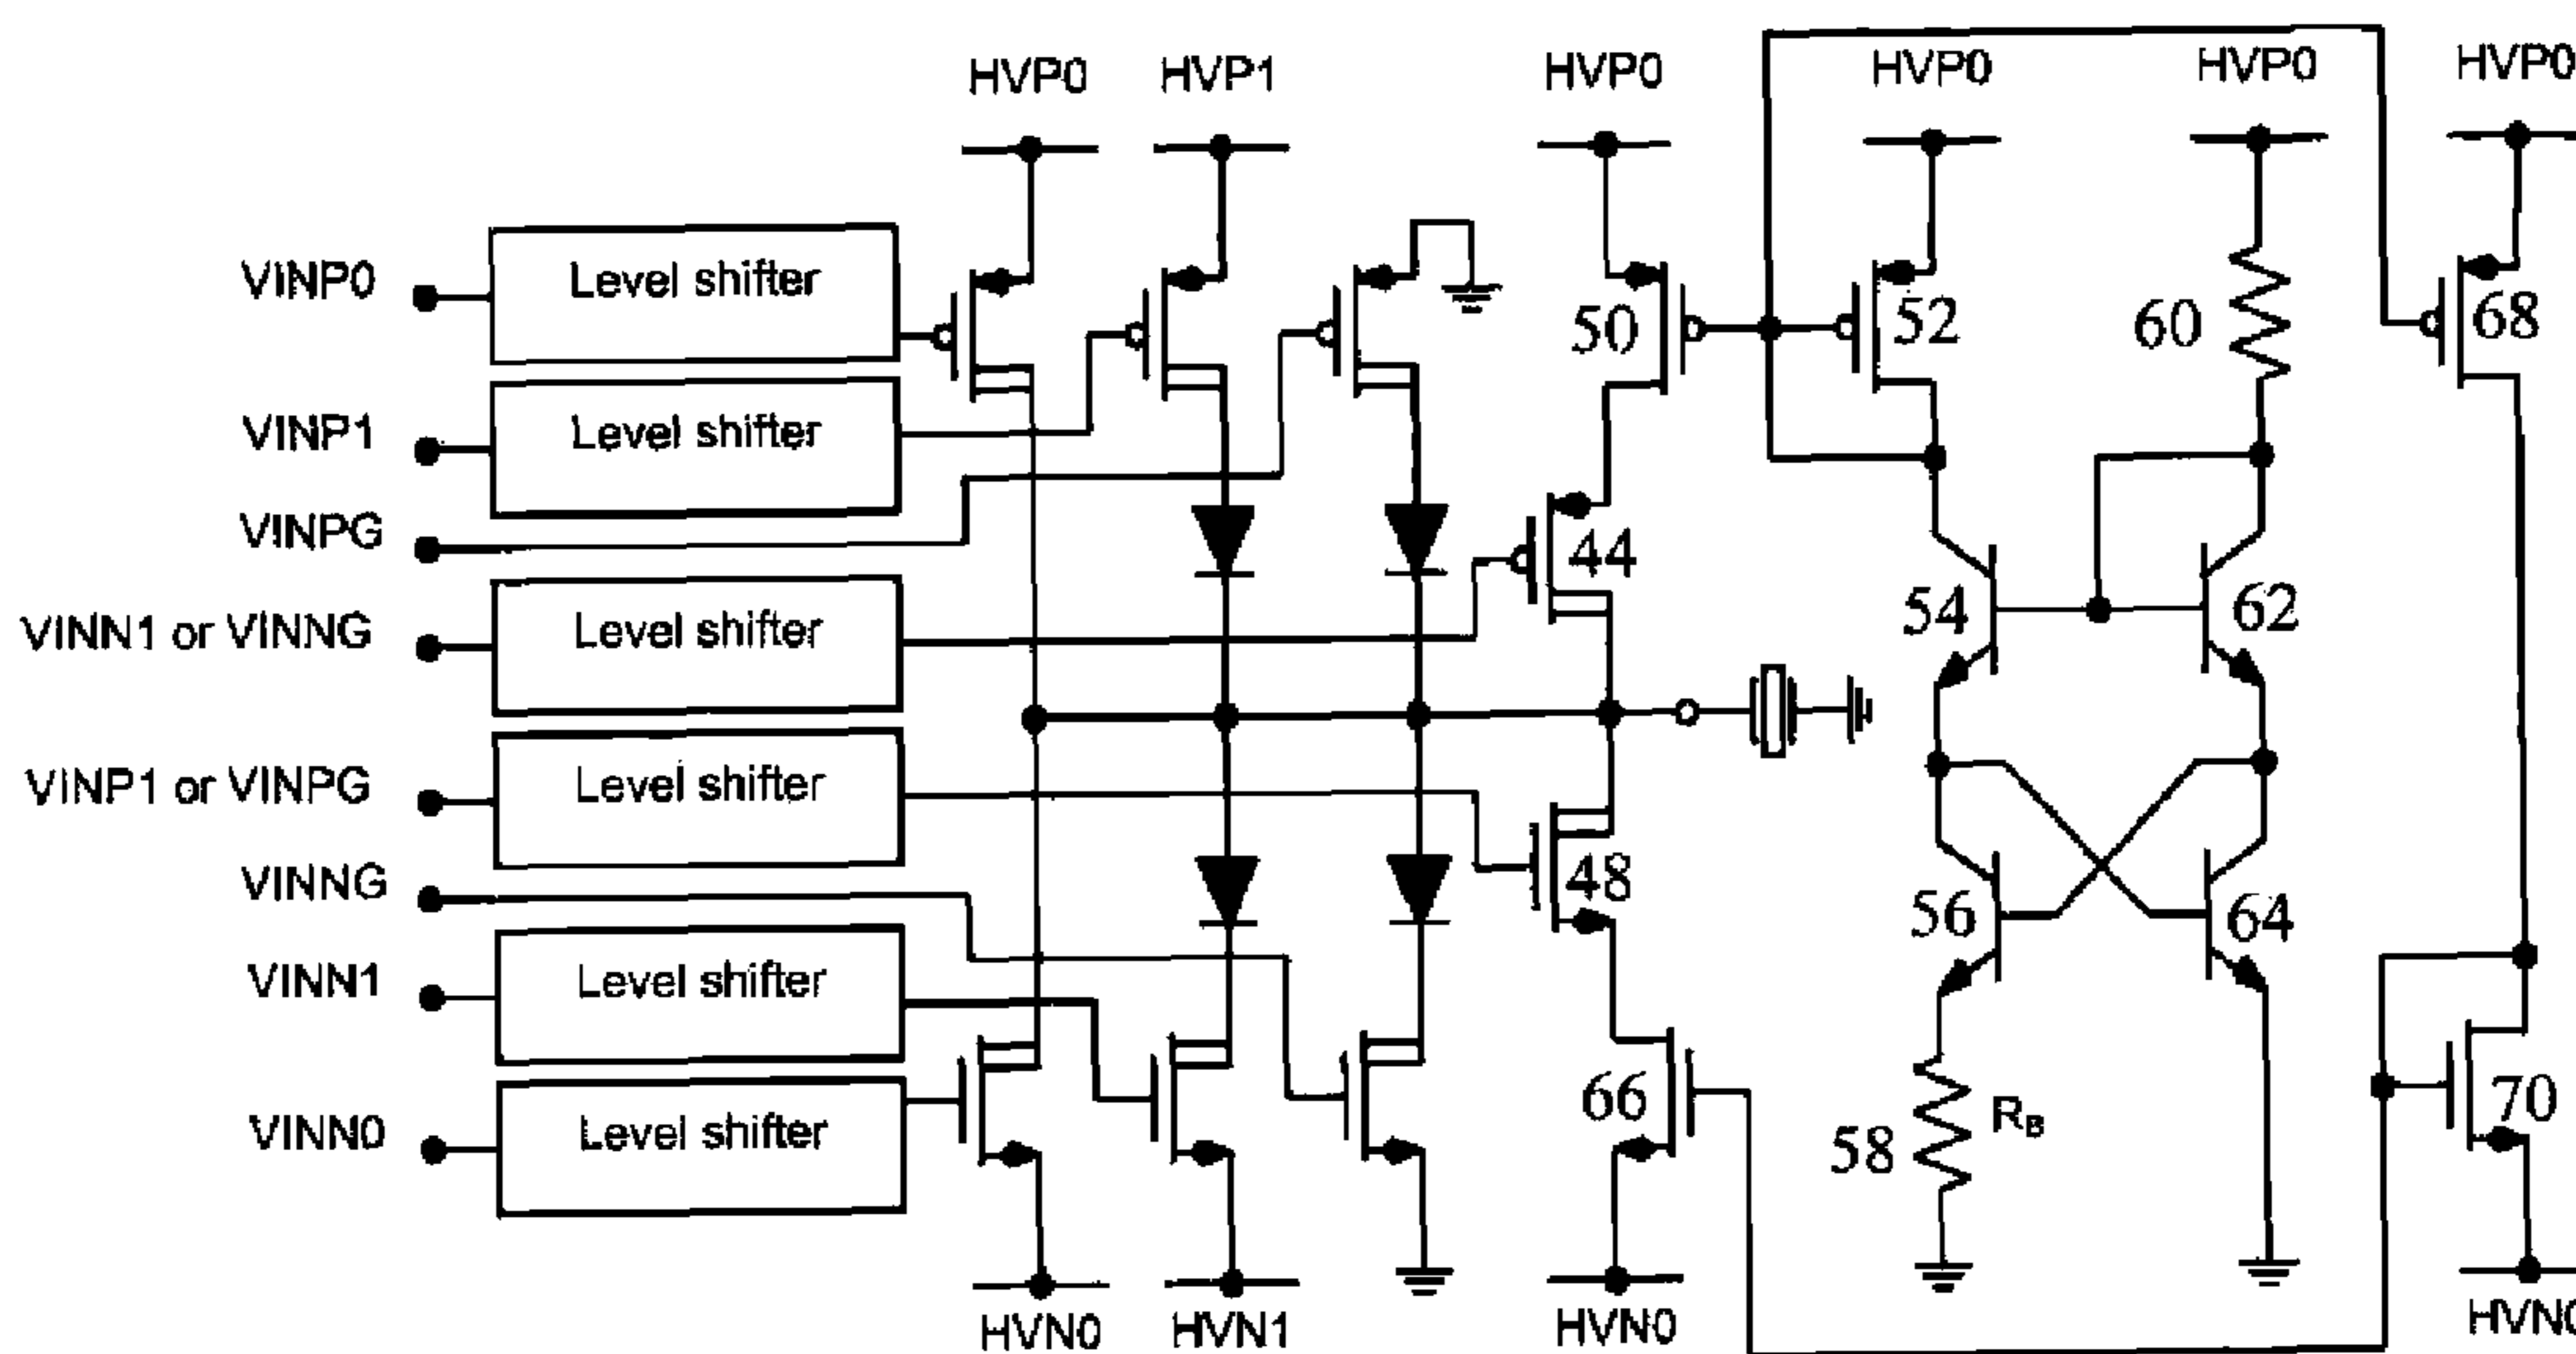 HVP0
HVP1
HVP0
HVP0
HVP0
HVP0
VINP0
Level shifter
50
52
60
68
VINP1
Level shifter
VINPG
44
VINN1 or VINNG
Level shifter
54
62
VINP1 or VINPG
Level shifter
48
VINNG
56
64
VINN1
Level shifter
66
70
VINN0
Level shifter
58
RB
HVN0
HVN1
HVN0
HVN0